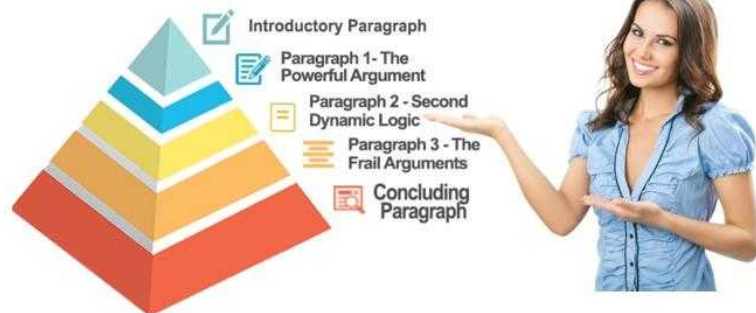 Introductory Paragraph
Paragraph 1- The
Powerful Argument
Paragraph 2 - Second
Dynamic Logic
Paragraph 3 - The
Frail Arguments
Concluding
Paragraph